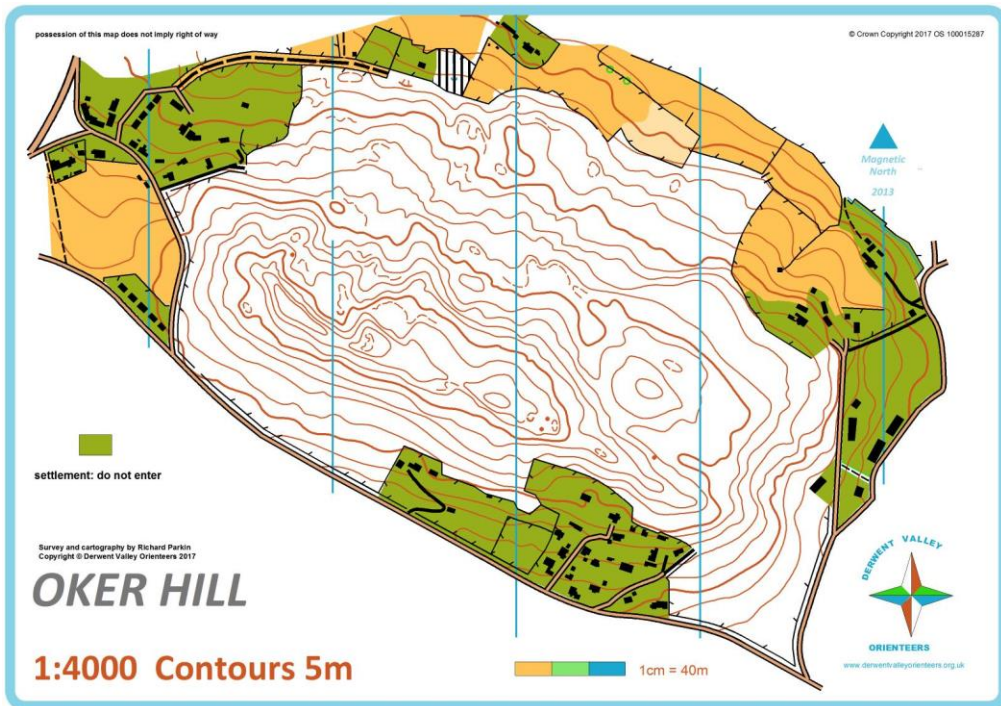 possession of this map does not imply right of way
© Crown Copyright 2017 OS 100015287
Magnetic
North
2013
settlement: do not enter
Survey and cartography by Richard Parkin
Copyright © Derwent Valley Orienteers 2017
OKER HILL
1:4000 Contours 5m
1cm = 40m
DERWENT VALLEY
ORIENTEERS
www.derwentvalleyorienteers.org.uk